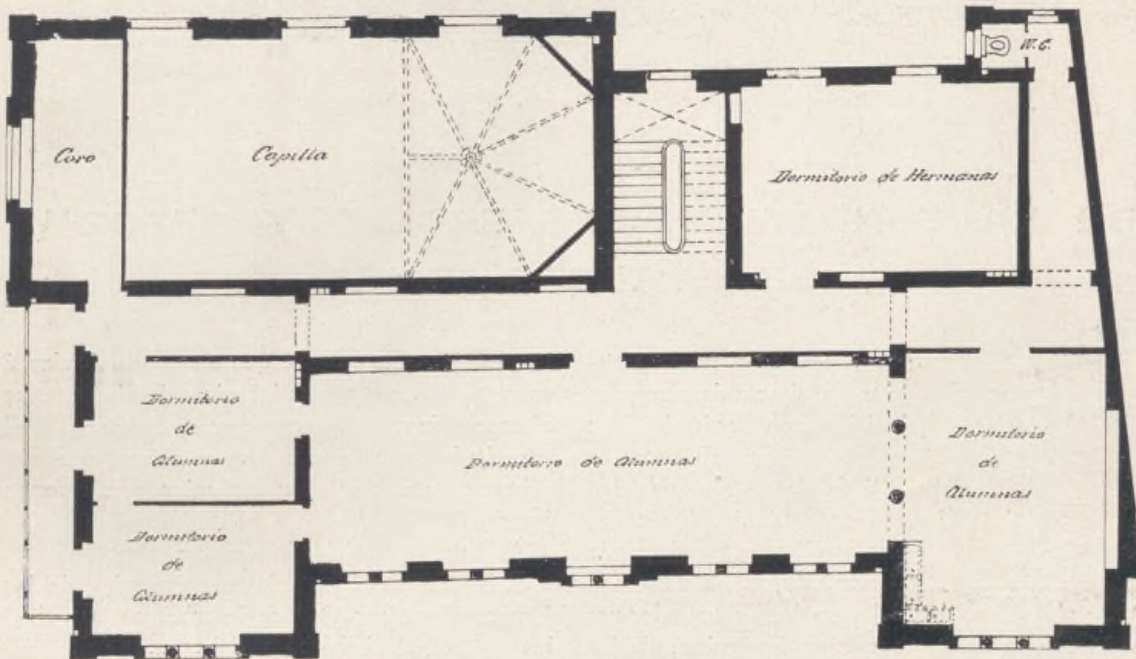 W.C.
Coro
Capilla
Dormitorio de Hermanas
Dormitorio
de
Alumnas
Dormitorio de Alumnas
Dormitorio
de
Alumnas
Dormitorio
de
Alumnas